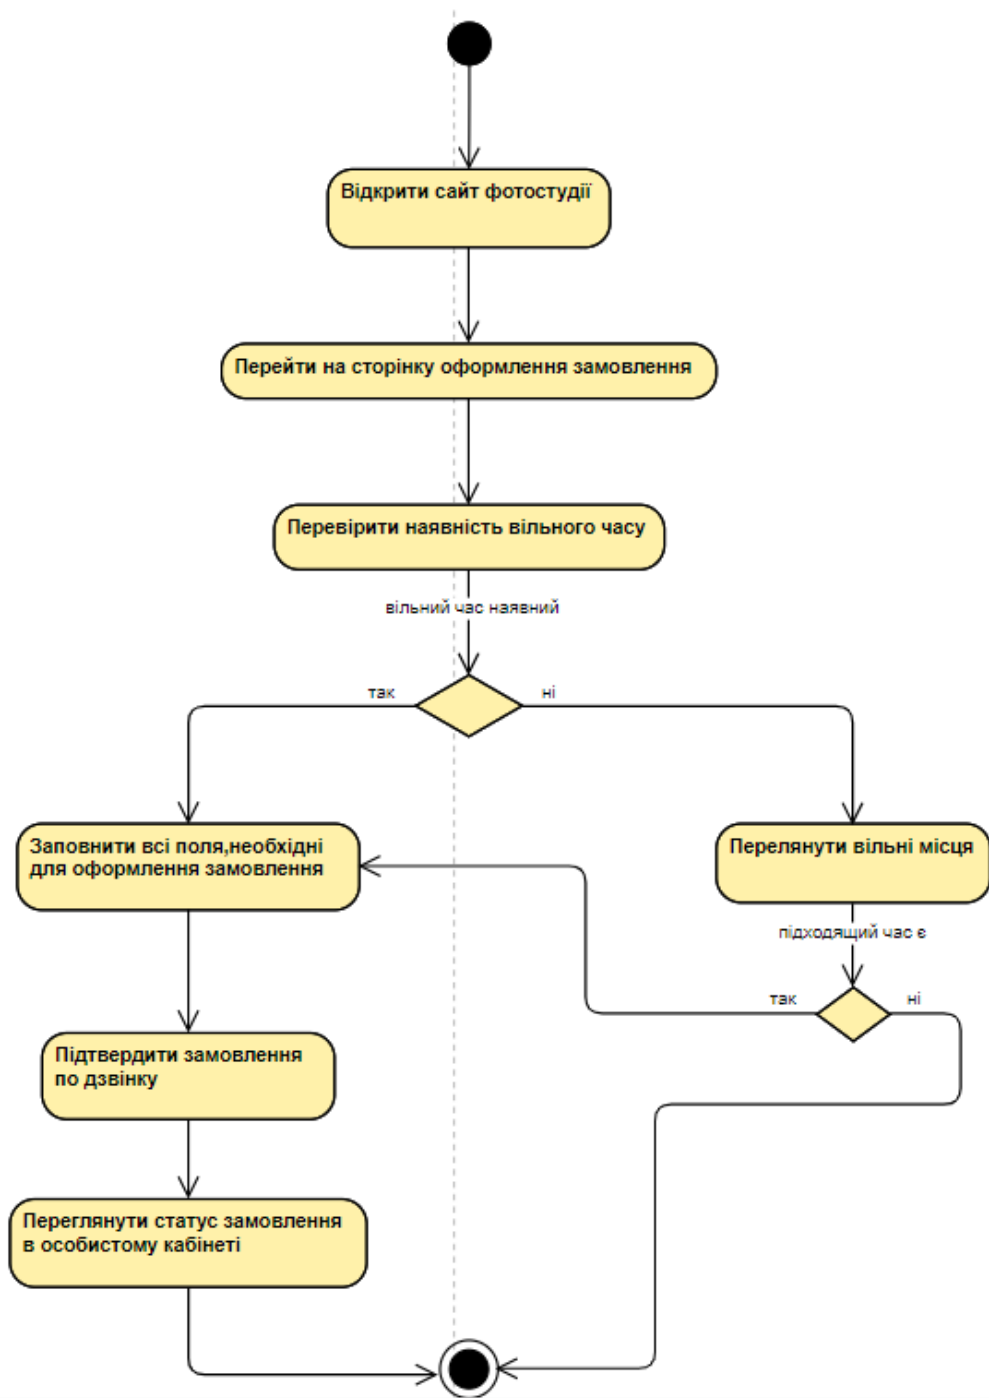 Відкрити сайт фотостудії
Перейти на сторінку оформлення замовлення
Перевірити наявність вільного часу
вільний час наявний
так
ні
Заповнити всі поля,необхідні
для оформлення замовлення
Перелянути вільні місця
підходящий час є
так
ні
Підтвердити замовлення
по дзвінку
Переглянути статус замовлення
в особистому кабінеті